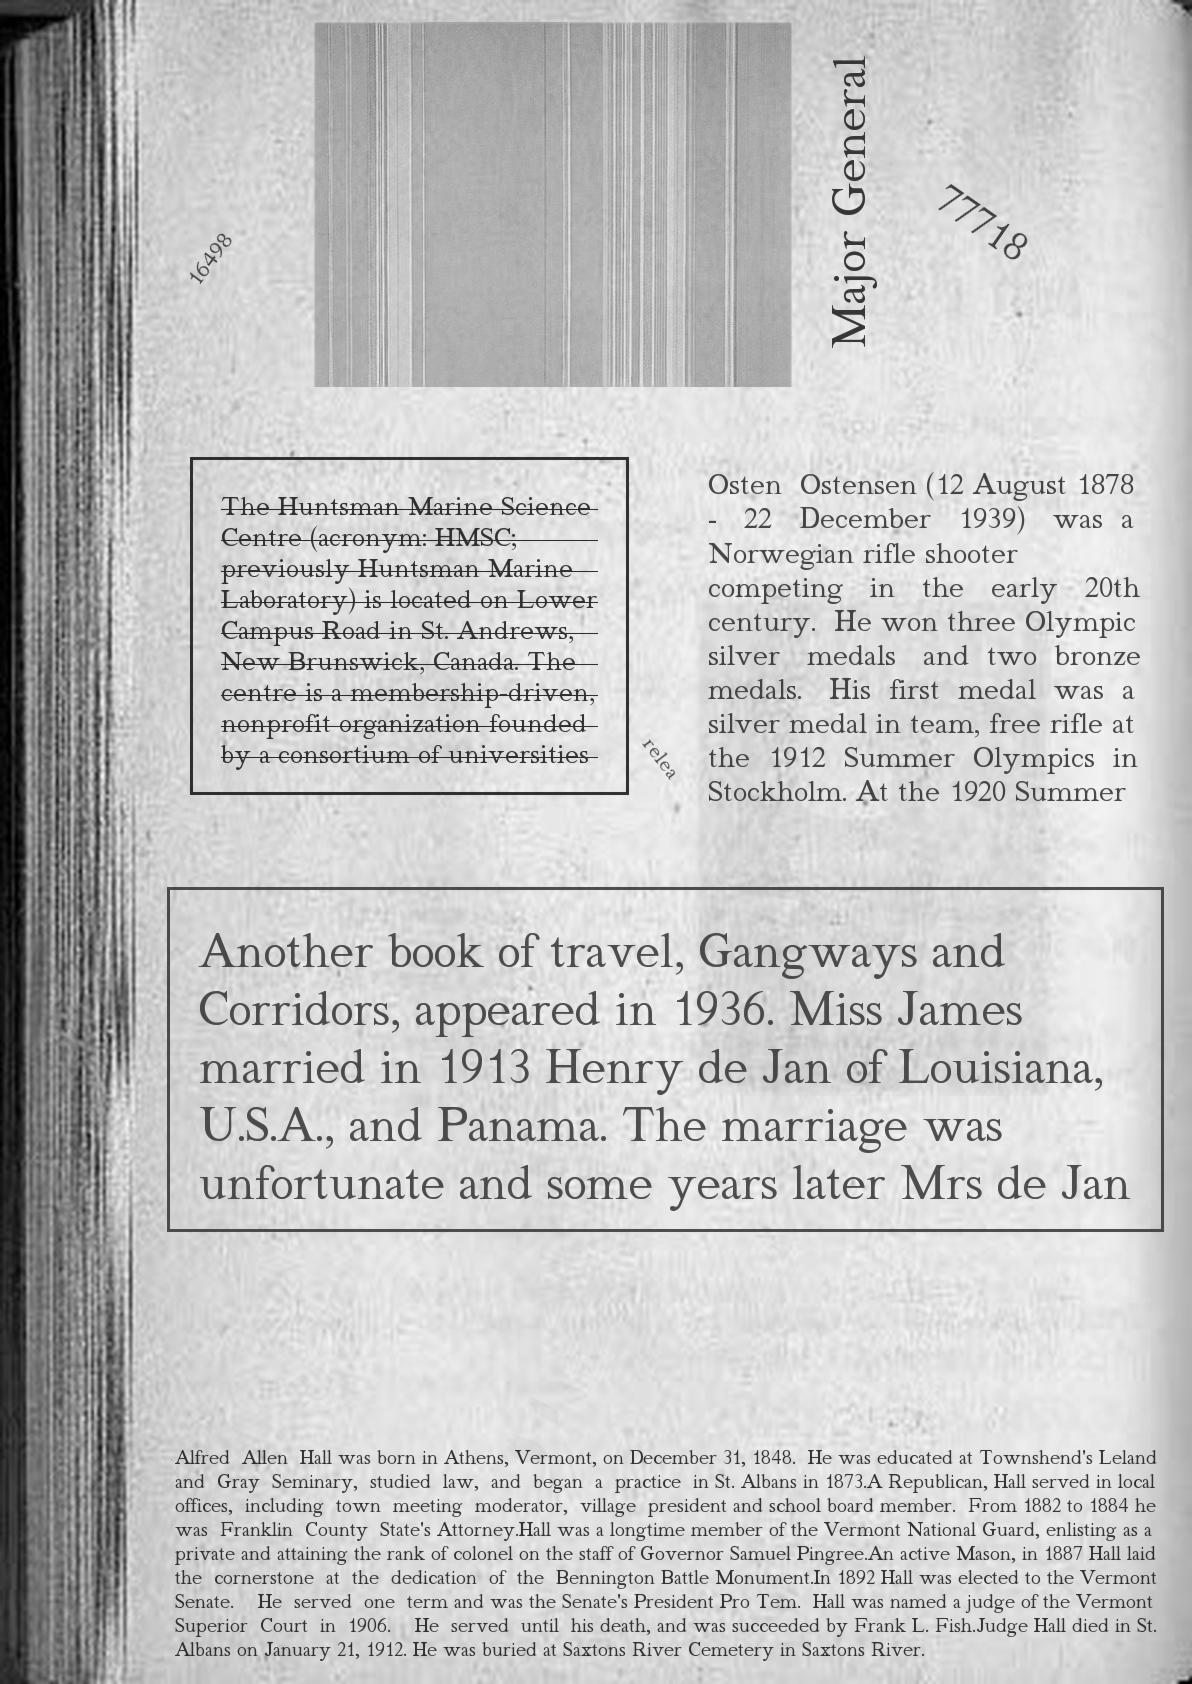 Major General
77718
16498
The Huntsman Marine Science
Centre (acronym: HMSC;
previously Huntsman Marine
Laboratory) is located on Lower
Campus Road in St. Andrews,
New Brunswick, Canada. The
centre is a membership-driven,
nonprofit organization founded
by a consortium of universities
relea
Osten Ostensen (12 August 1878
- 22 December 1939) was a
Norwegian rifle shooter
competing in the early 20th
century. He won three Olympic
silver medals and two bronze
medals. His first medal was a
silver medal in team, free rifle at
the 1912 Summer Olympics in
Stockholm. At the 1920 Summer
Another book of travel, Gangways and
Corridors, appeared in 1936. Miss James
married in 1913 Henry de Jan of Louisiana,
U.S.A., and Panama. The marriage was
unfortunate and some years later Mrs de Jan
Alfred Allen Hall was born in Athens, Vermont, on December 31, 1848. He was educated at Townshend's Leland
and Gray Seminary, studied law, and began a practice in St. Albans in 1873.A Republican, Hall served in local
offices, including town meeting moderator, village president and school board member. From 1882 to 1884 he
was Franklin County State's Attorney.Hall was a longtime member of the Vermont National Guard, enlisting as a
private and attaining the rank of colonel on the staff of Governor Samuel Pingree.An active Mason, in 1887 Hall laid
the cornerstone at the dedication of the Bennington Battle Monument.In 1892 Hall was elected to the Vermont
Senate. He served one term and was the Senate's President Pro Tem. Hall was named a judge of the Vermont
Superior Court in 1906. He served until his death, and was succeeded by Frank L. Fish.Judge Hall died in St.
Albans on January 21, 1912. He was buried at Saxtons River Cemetery in Saxtons River.